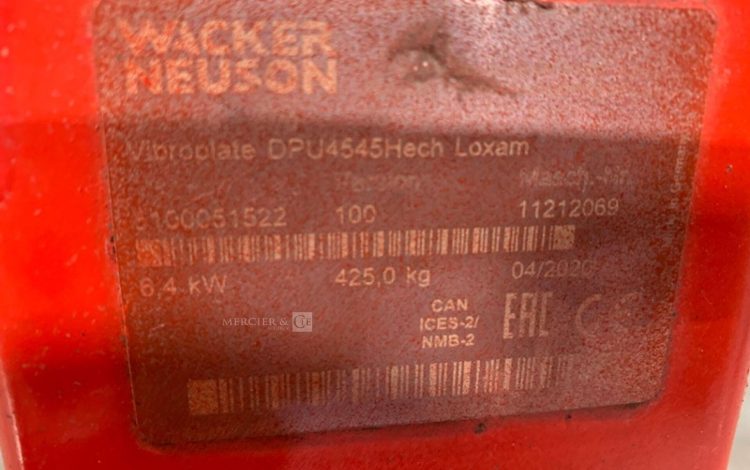 WACKER
NEUSON
Vibroplate DPU4545Hech Loxam
Version Masch.-Nr.
5100051522 100 11212069
6,4 kW 425,0 kg 04/2020
CAN
ICES-2/
NMB-2
EAC CE
MERCIER & Cie